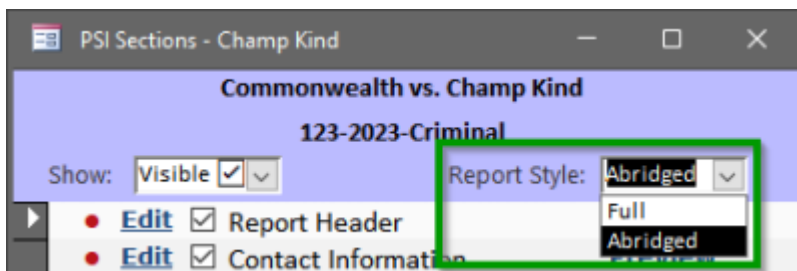 PSI Sections - Champ Kind
Commonwealth vs. Champ Kind
123-2023-Criminal
Show: Visible Report Style: Abridged
Full
Abridged
Edit Report Header
Edit Contact Information